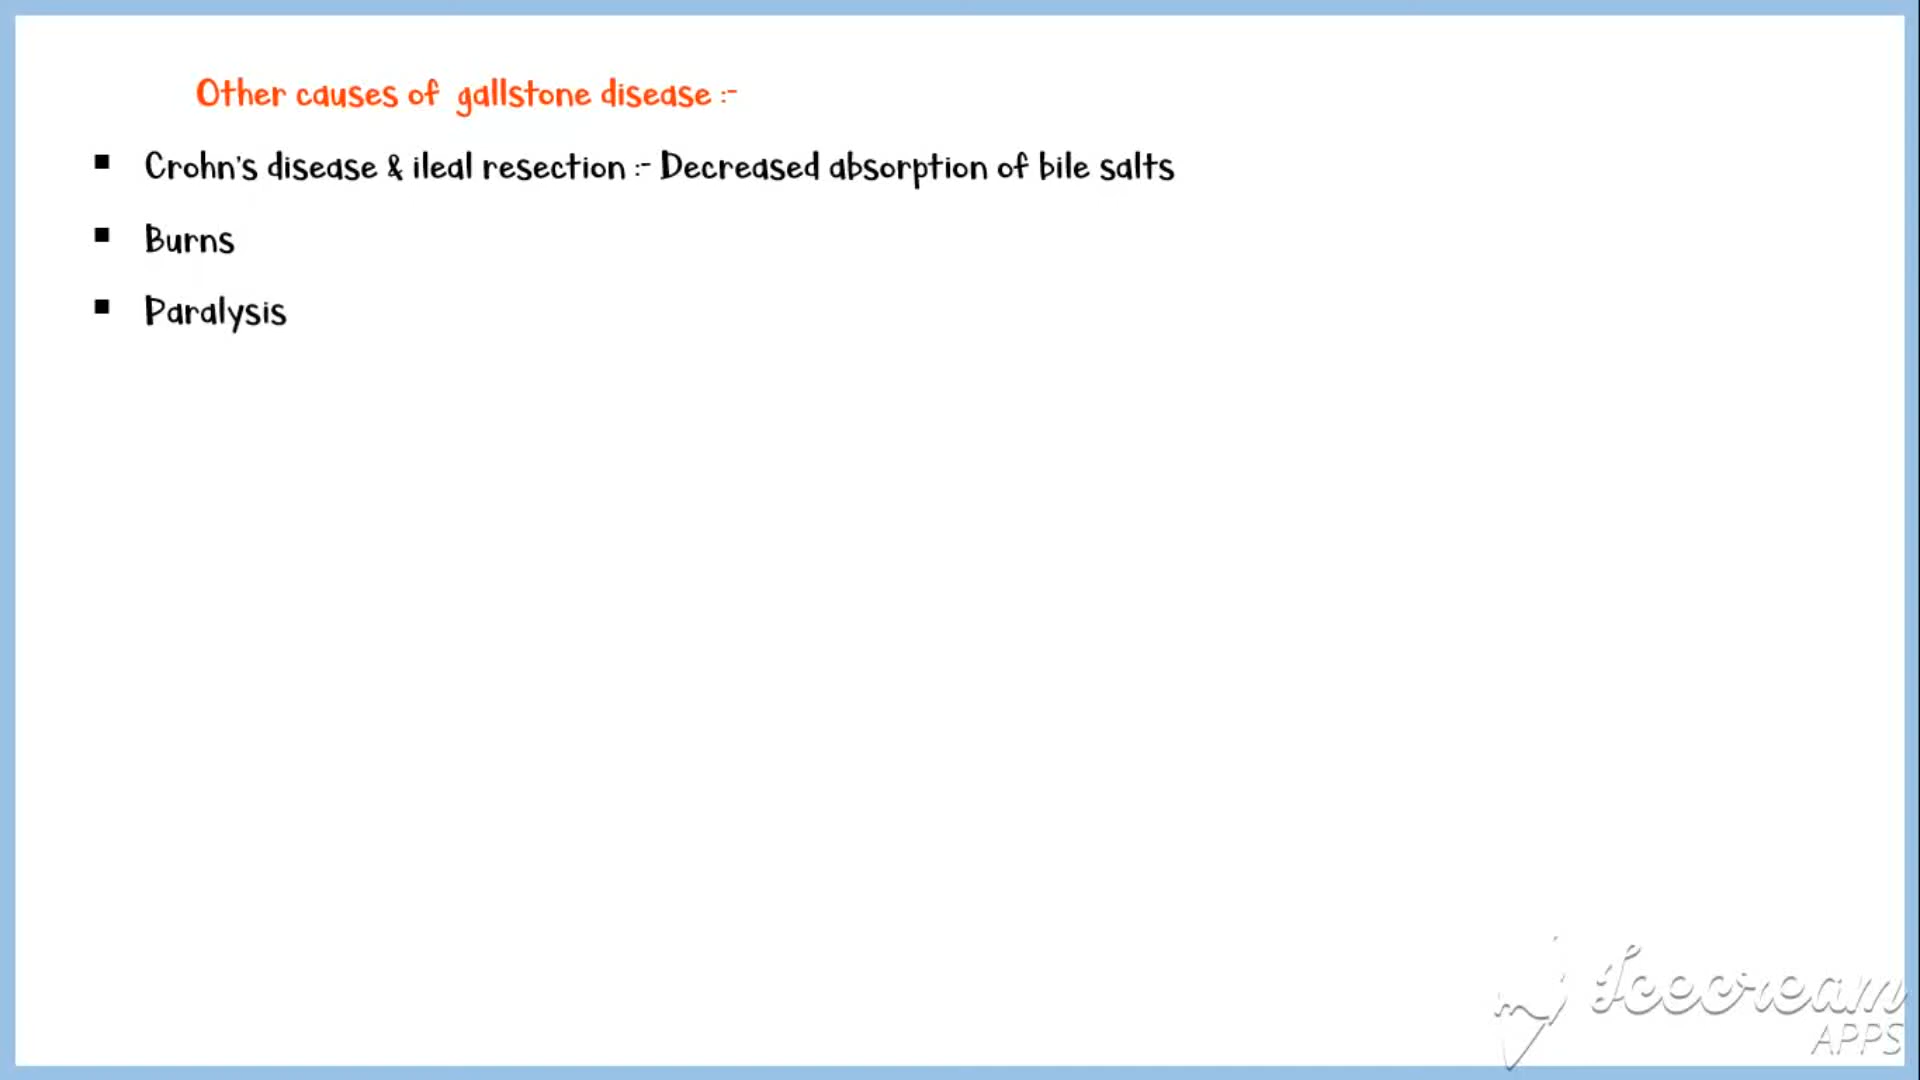 Other causes of gallstone disease :-
▪ Crohn's disease & ileal resection :- Decreased absorption of bile salts
▪ Burns
▪ Paralysis
Icecream
APPS